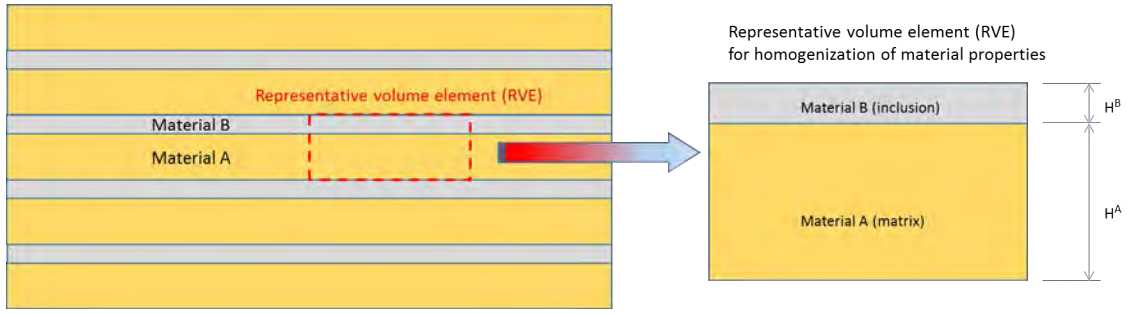 Representative volume element (RVE)
Material B
Material A
Representative volume element (RVE)
for homogenization of material properties
Material B (inclusion)
Material A (matrix)
H^B
H^A